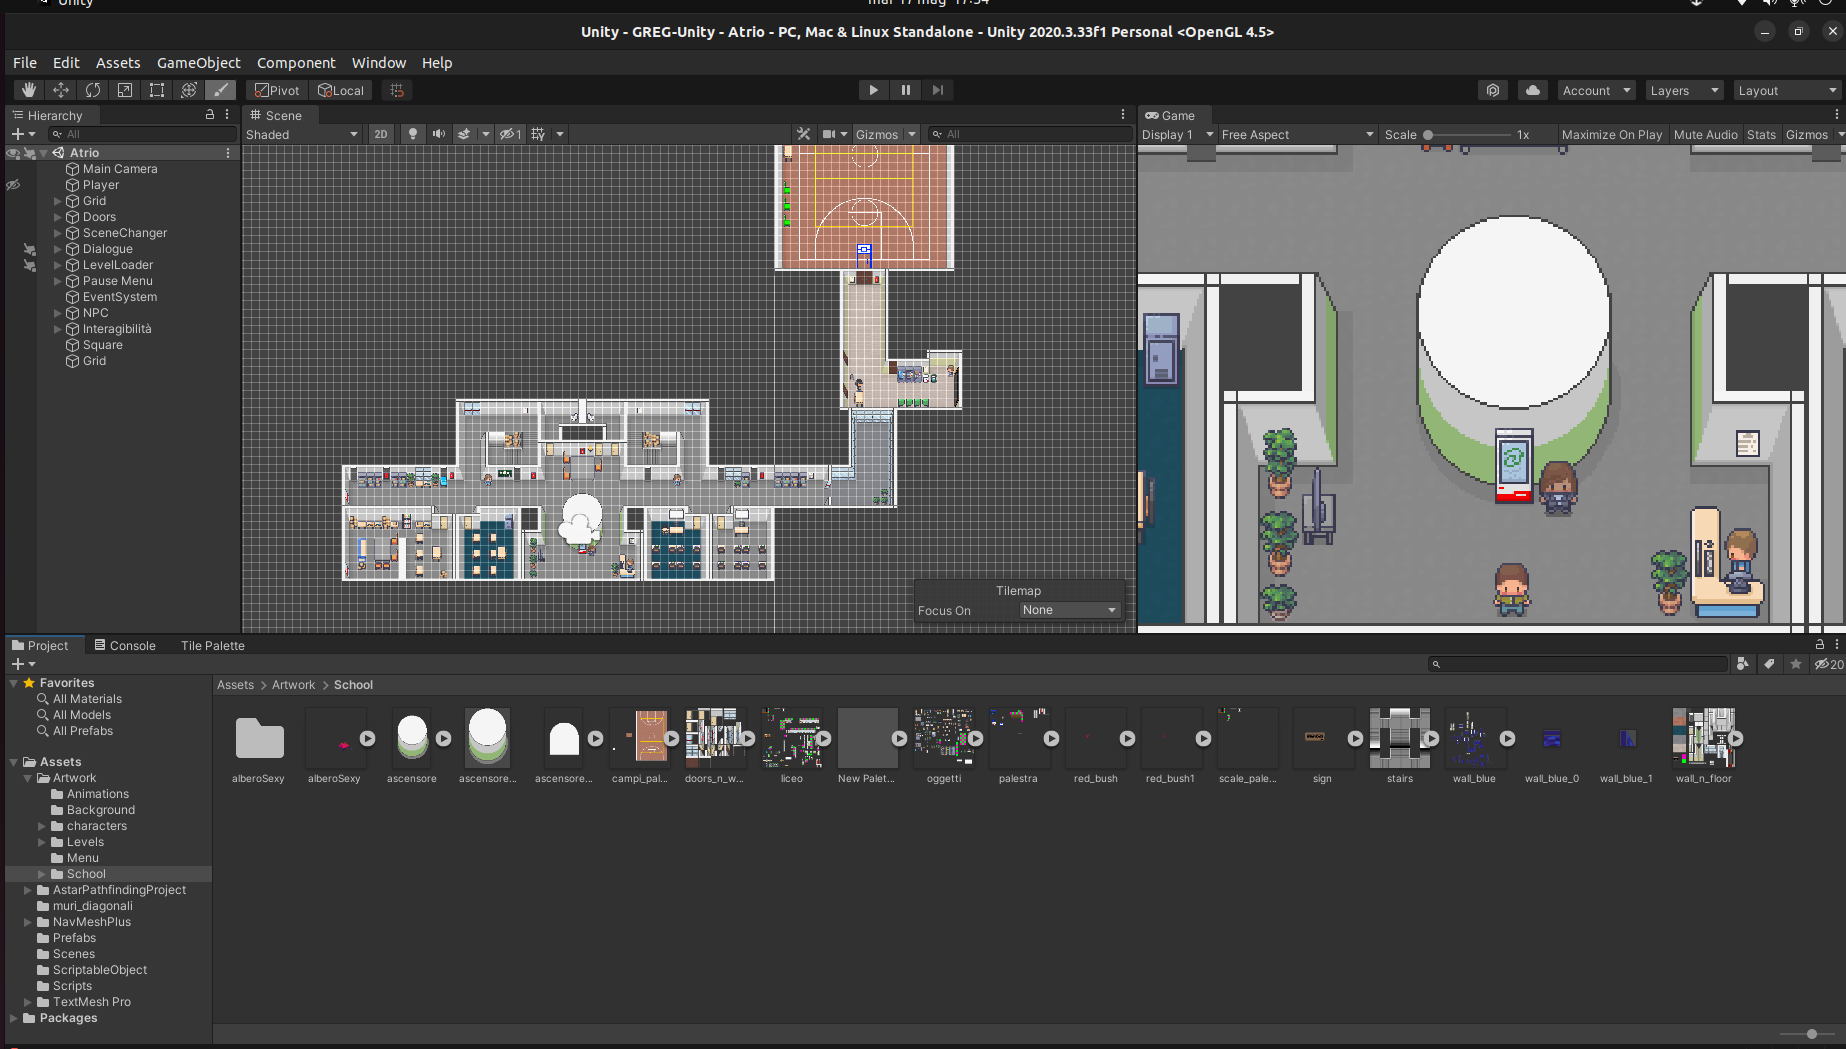 Unity
mar 17 mag 17:54
Unity - GREG-Unity - Atrio - PC, Mac & Linux Standalone - Unity 2020.3.33f1 Personal <OpenGL 4.5>
File Edit Assets GameObject Component Window Help
Pivot Local Account Layers Layout
Hierarchy Scene Game
All Shaded 2D 1 Gizmos All Display 1 Free Aspect Scale 1x Maximize On Play Mute Audio Stats Gizmos
Atrio
Main Camera
Player
Grid
Doors
SceneChanger
Dialogue
LevelLoader
Pause Menu
EventSystem
NPC
Interagibilità
Square
Grid
Tilemap
Focus On None
Project Console Tile Palette
20
Favorites
All Materials
All Models
All Prefabs
Assets
Artwork
Animations
Background
characters
Levels
Menu
School
AstarPathfindingProject
muri_diagonali
NavMeshPlus
Prefabs
Scenes
ScriptableObject
Scripts
TextMesh Pro
Packages
Assets > Artwork > School
alberoSexy alberoSexy ascensore ascensore... ascensore... campi_pal... doors_n_w... liceo New Palet... oggetti palestra red_bush red_bush1 scale_pale... sign stairs wall_blue wall_blue_0 wall_blue_1 wall_n_floor